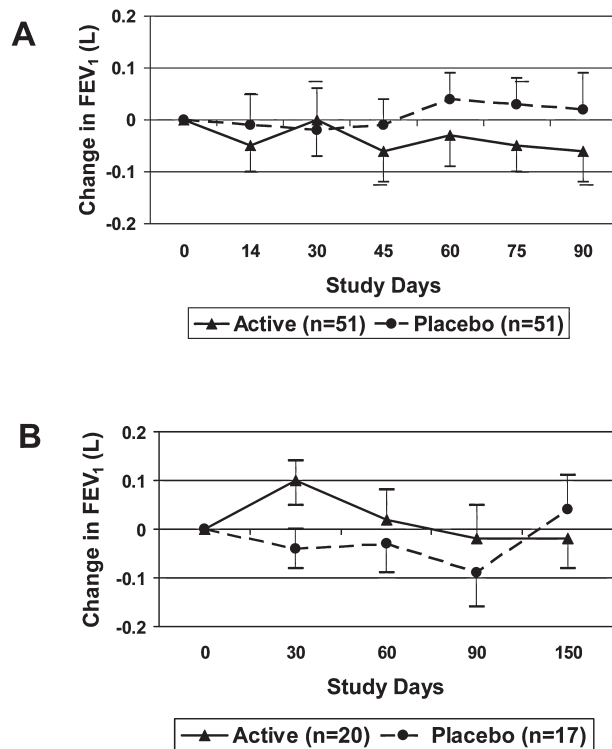 A
Change in FEV₁ (L)
0.2
0.1
0
-0.1
-0.2
0 14 30 45 60 75 90
Study Days
Active (n=51) Placebo (n=51)
B
Change in FEV₁ (L)
0.2
0.1
0
-0.1
-0.2
0 30 60 90 150
Study Days
Active (n=20) Placebo (n=17)